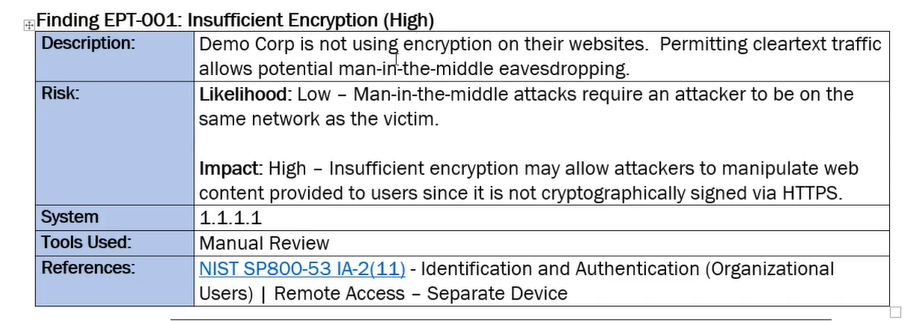 Finding EPT-001: Insufficient Encryption (High)
Description:
Demo Corp is not using encryption on their websites.  Permitting cleartext traffic
allows potential man-in-the-middle eavesdropping.
Risk:
Likelihood: Low – Man-in-the-middle attacks require an attacker to be on the
same network as the victim.
Impact: High – Insufficient encryption may allow attackers to manipulate web
content provided to users since it is not cryptographically signed via HTTPS.
System
1.1.1.1
Tools Used:
Manual Review
References:
NIST SP800-53 IA-2(11) - Identification and Authentication (Organizational
Users) | Remote Access – Separate Device